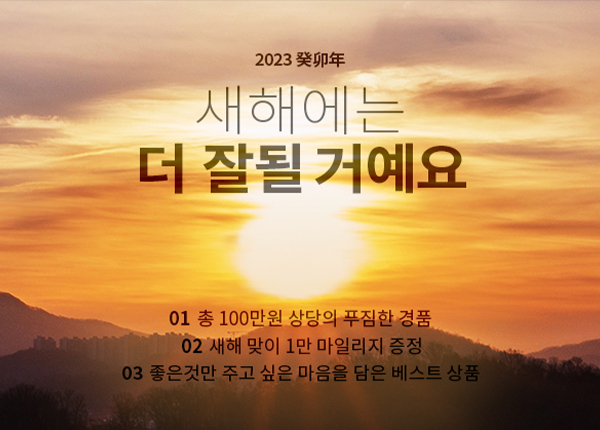 2023 癸卯年
새해에는
더 잘될 거예요
01 총 100만원 상당의 푸짐한 경품
02 새해 맞이 1만 마일리지 증정
03 좋은것만 주고 싶은 마음을 담은 베스트 상품